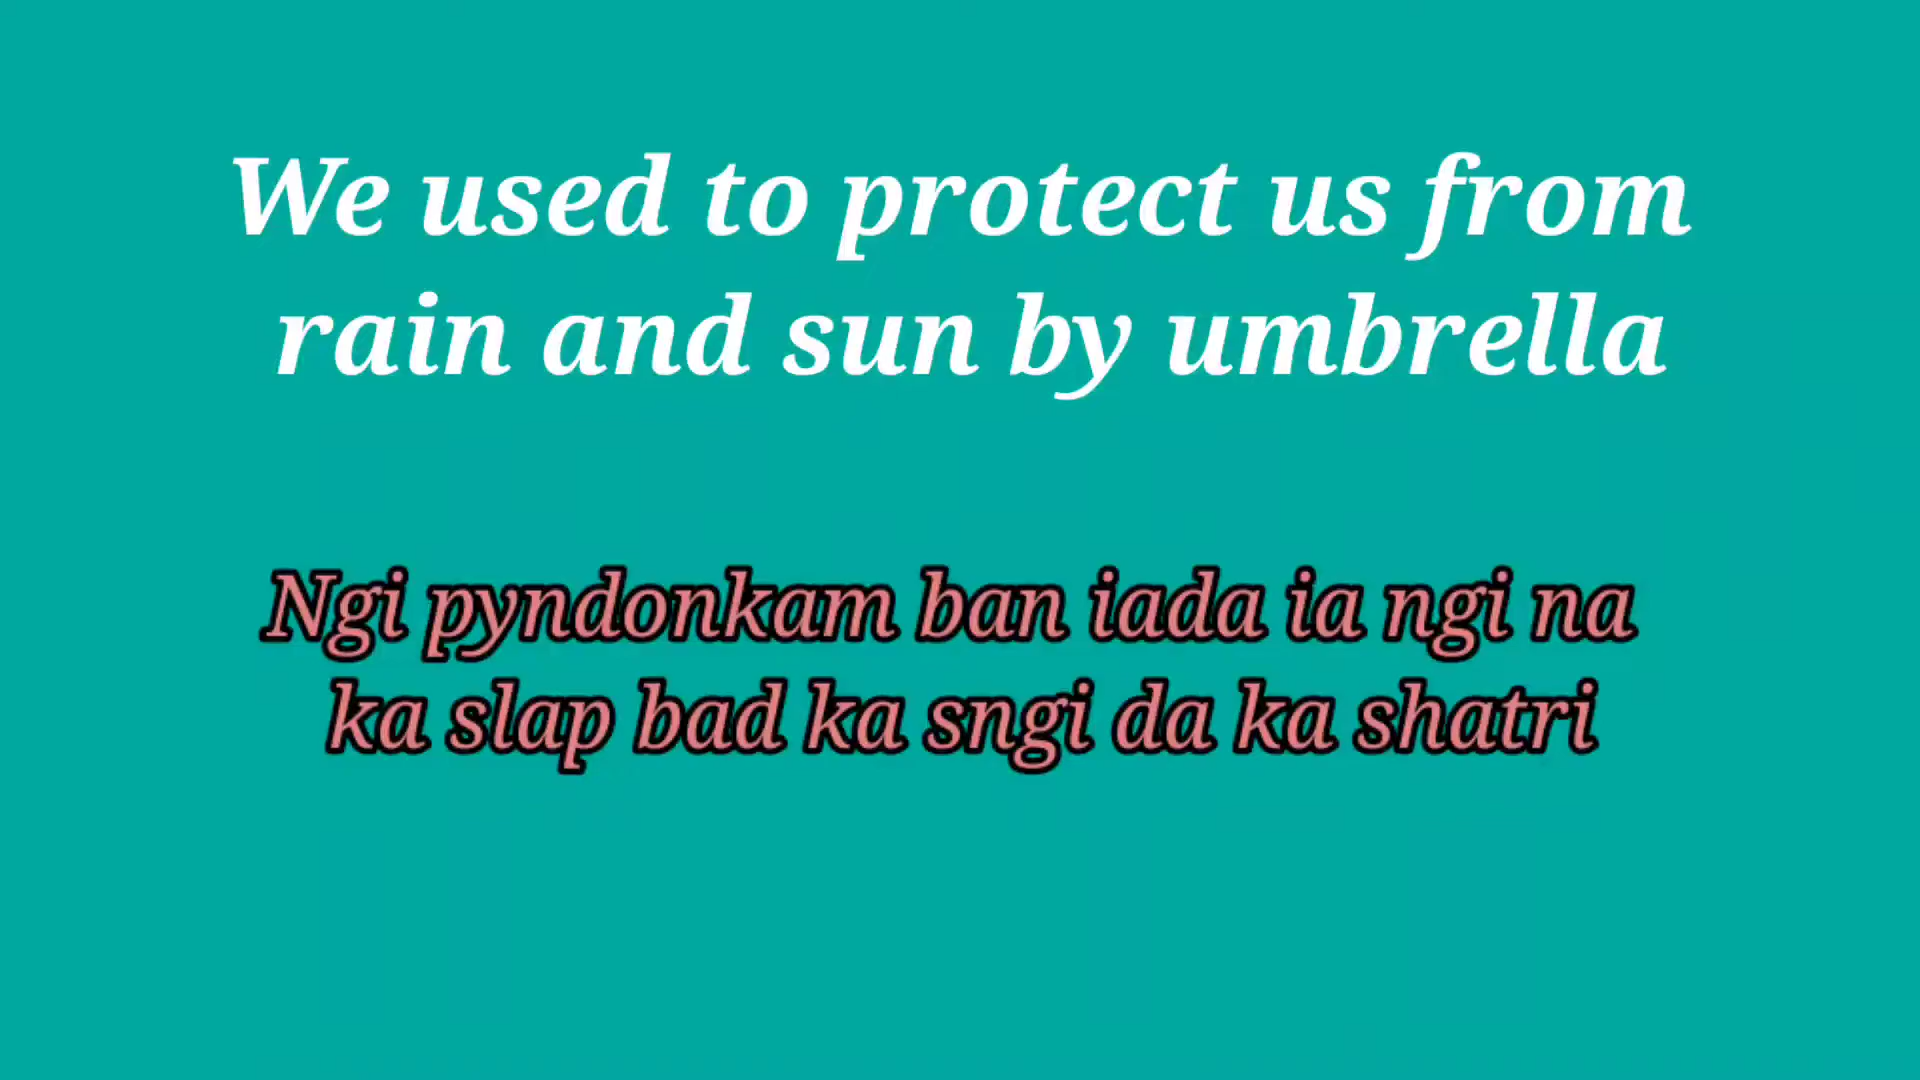 We used to protect us from
rain and sun by umbrella
Ngi pyndonkam ban iada ia ngi na
ka slap bad ka sngi da ka shatri